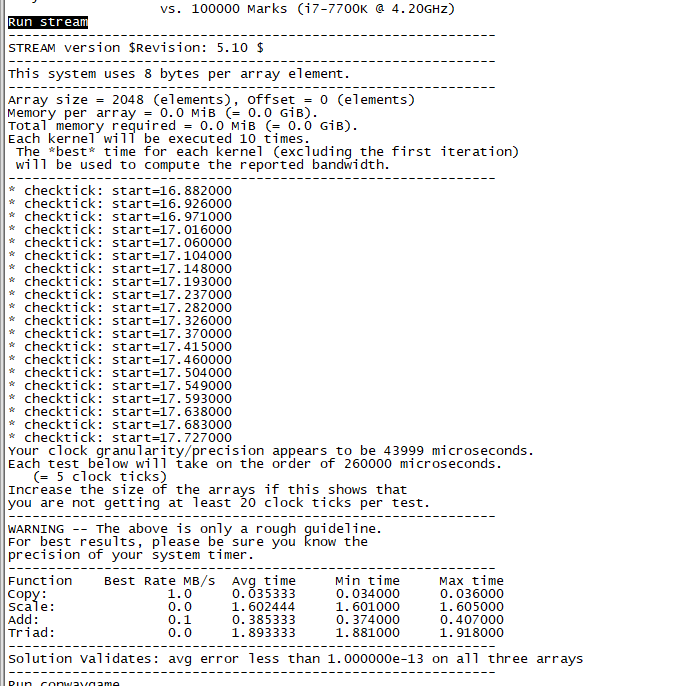 vs. 100000 Marks (i7-7700K @ 4.20GHz)
Run stream
-------------------------------------------------------------
STREAM version $Revision: 5.10 $
-------------------------------------------------------------
This system uses 8 bytes per array element.
-------------------------------------------------------------
Array size = 2048 (elements), Offset = 0 (elements)
Memory per array = 0.0 MiB (= 0.0 GiB).
Total memory required = 0.0 MiB (= 0.0 GiB).
Each kernel will be executed 10 times.
 The *best* time for each kernel (excluding the first iteration)
 will be used to compute the reported bandwidth.
-------------------------------------------------------------
* checktick: start=16.882000
* checktick: start=16.926000
* checktick: start=16.971000
* checktick: start=17.016000
* checktick: start=17.060000
* checktick: start=17.104000
* checktick: start=17.148000
* checktick: start=17.193000
* checktick: start=17.237000
* checktick: start=17.282000
* checktick: start=17.326000
* checktick: start=17.370000
* checktick: start=17.415000
* checktick: start=17.460000
* checktick: start=17.504000
* checktick: start=17.549000
* checktick: start=17.593000
* checktick: start=17.638000
* checktick: start=17.683000
* checktick: start=17.727000
Your clock granularity/precision appears to be 43999 microseconds.
Each test below will take on the order of 260000 microseconds.
   (= 5 clock ticks)
Increase the size of the arrays if this shows that
you are not getting at least 20 clock ticks per test.
-------------------------------------------------------------
WARNING -- The above is only a rough guideline.
For best results, please be sure you know the
precision of your system timer.
-------------------------------------------------------------
Function    Best Rate MB/s  Avg time     Min time     Max time
Copy:               1.0     0.035333     0.034000     0.036000
Scale:              0.0     1.602444     1.601000     1.605000
Add:                0.1     0.385333     0.374000     0.407000
Triad:              0.0     1.893333     1.881000     1.918000
-------------------------------------------------------------
Solution Validates: avg error less than 1.000000e-13 on all three arrays
-------------------------------------------------------------
Run conwaygame